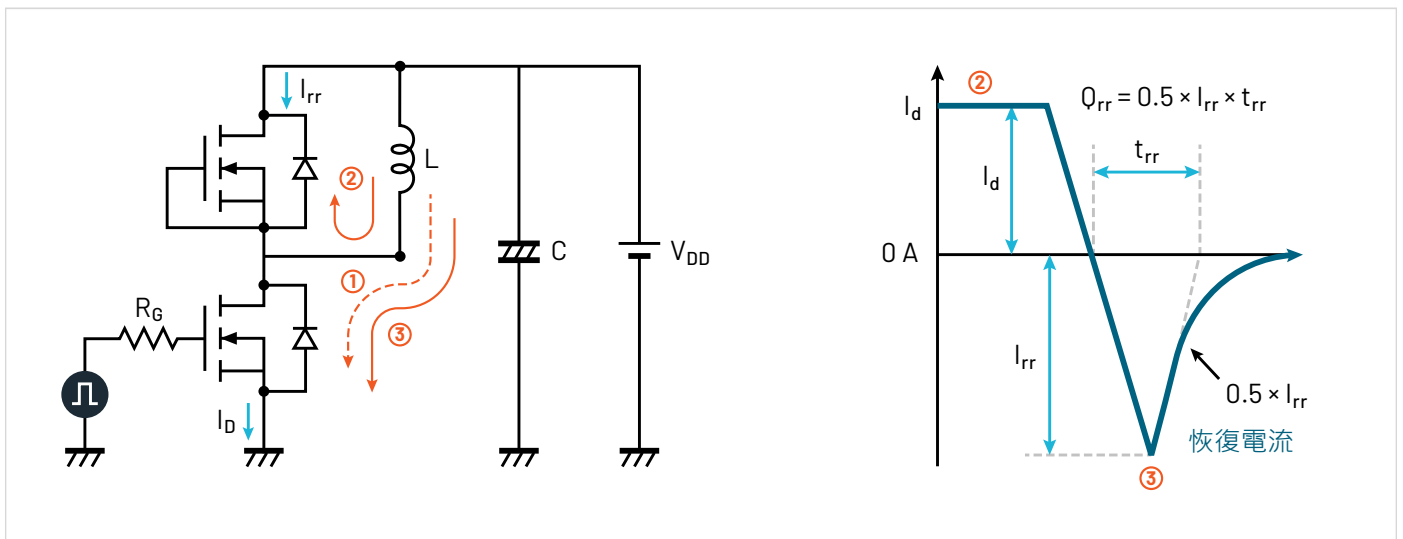 Irr
L
②
①
③
RG
ID
C
VDD
②
Id
Qrr = 0.5 × Irr × trr
trr
Id
0 A
Irr
0.5 × Irr
恢復電流
③